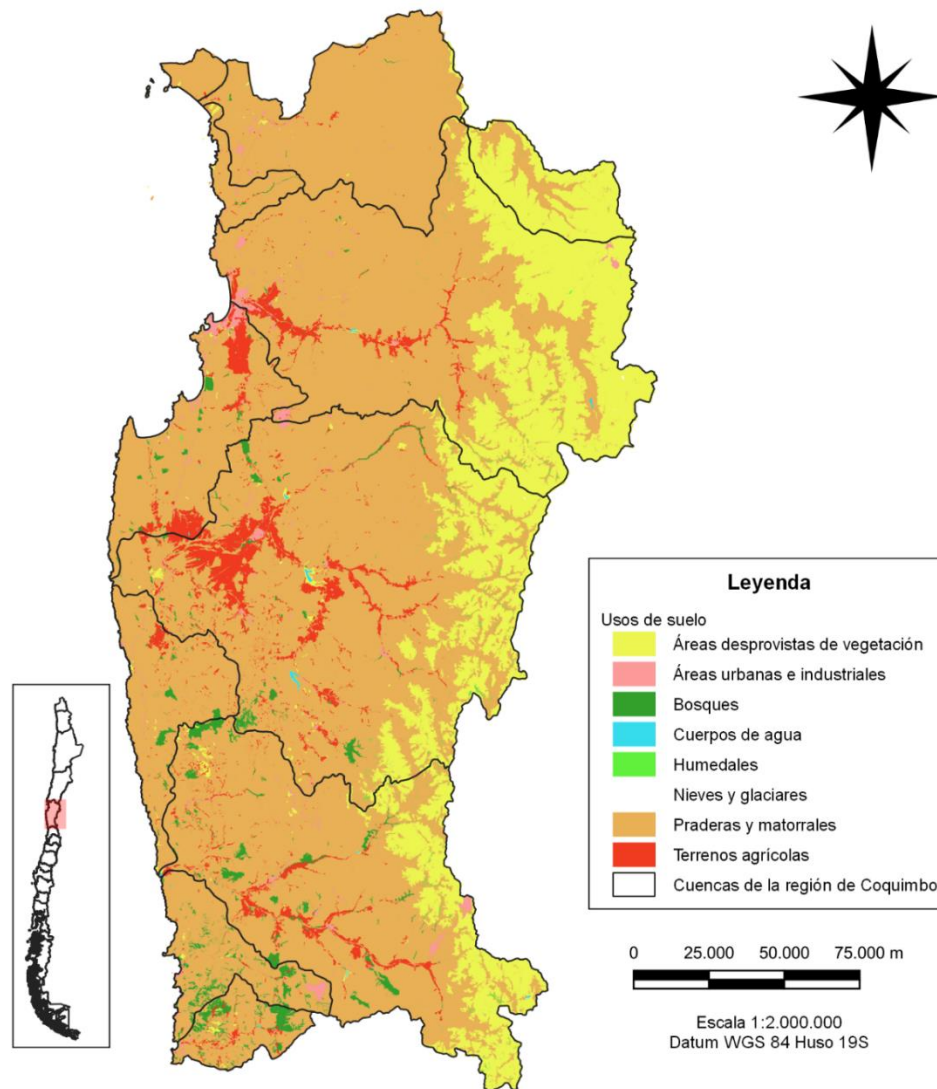 Leyenda
Usos de suelo
Áreas desprovistas de vegetación
Áreas urbanas e industriales
Bosques
Cuerpos de agua
Humedales
Nieves y glaciares
Praderas y matorrales
Terrenos agrícolas
Cuencas de la región de Coquimbo
0 25.000 50.000 75.000 m
Escala 1:2.000.000
Datum WGS 84 Huso 19S